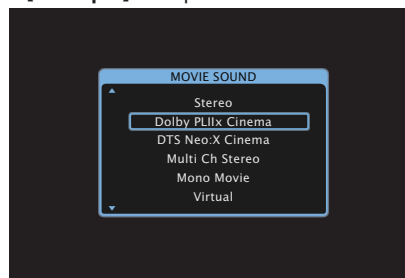 MOVIE SOUND
Stereo
Dolby PLIIx Cinema
DTS Neo:X Cinema
Multi Ch Stereo
Mono Movie
Virtual